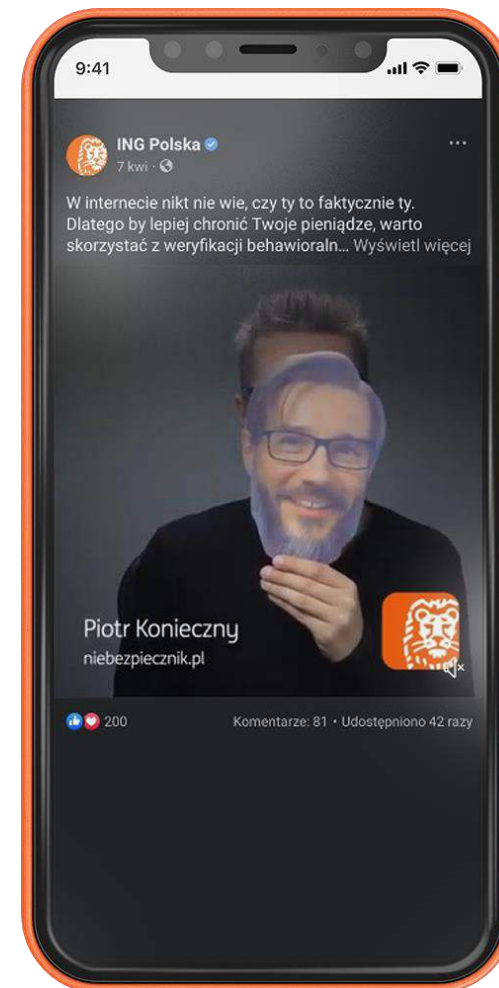 9:41
ING Polska
7 kwi ·
W internecie nikt nie wie, czy ty to faktycznie ty.
Dlatego by lepiej chronić Twoje pieniądze, warto
skorzystać z weryfikacji behawioraln... Wyświetl więcej
Piotr Konieczny
niebezpiecznik.pl
200 Komentarze: 81 • Udostępniono 42 razy